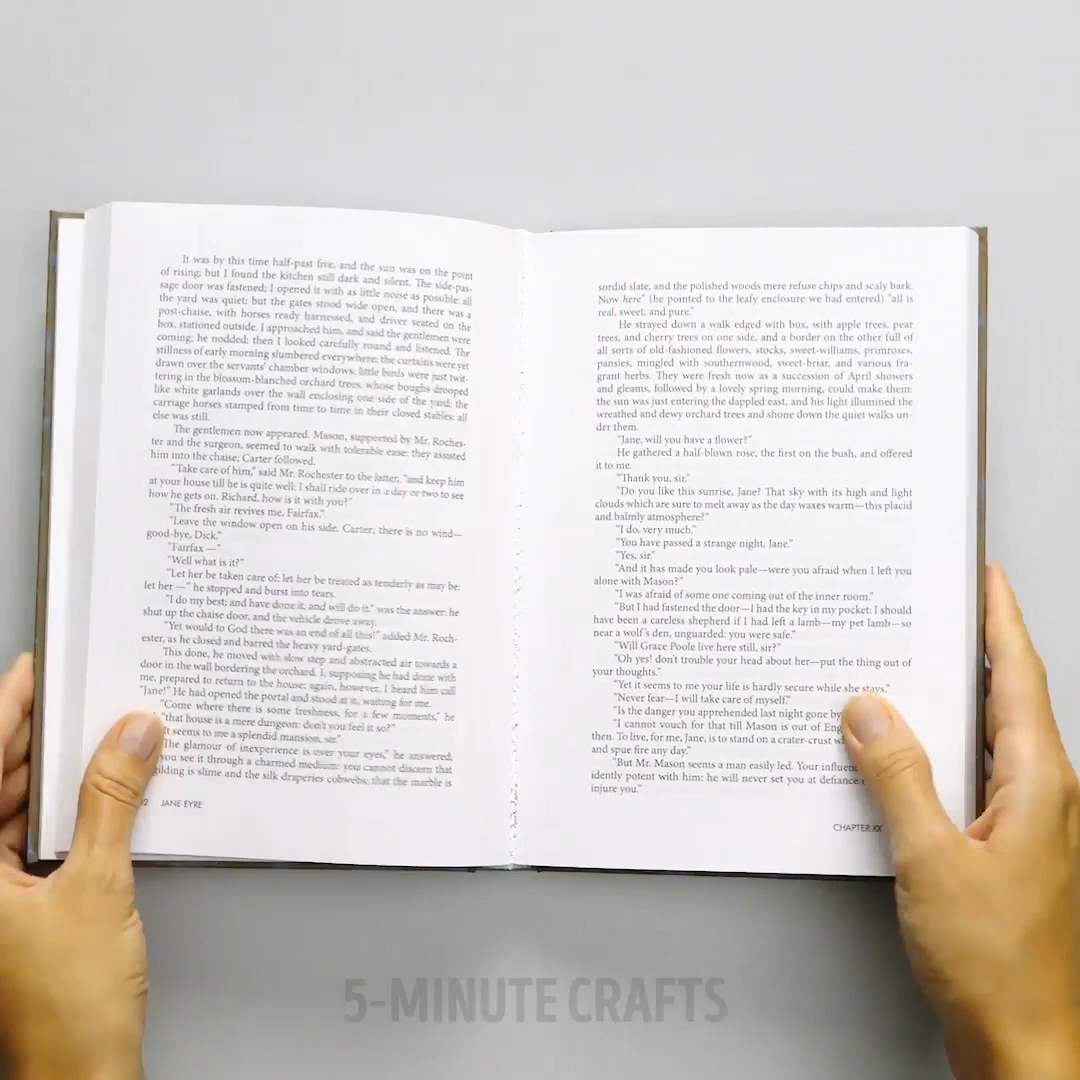 It was by this time half-past five, and the sun was on the point
of rising; but I found the kitchen still dark and silent. The side-pas-
sage door was fastened; I opened it with as little noise as possible: all
the yard was quiet; but the gates stood wide open, and there was a
post-chaise, with horses ready harnessed, and driver seated on the
box, stationed outside. I approached him, and said the gentlemen were
coming; he nodded: then I looked carefully round and listened. The
stillness of early morning slumbered everywhere; the curtains were yet
drawn over the servants' chamber windows; little birds were just twit-
tering in the blossom-blanched orchard trees, whose boughs drooped
like white garlands over the wall enclosing one side of the yard; the
carriage horses stamped from time to time in their closed stables: all
else was still.
The gentlemen now appeared. Mason, supported by Mr. Roches-
ter and the surgeon, seemed to walk with tolerable ease: they assisted
him into the chaise; Carter followed.
"Take care of him," said Mr. Rochester to the latter, "and keep him
at your house till he is quite well: I shall ride over in a day or two to see
how he gets on. Richard, how is it with you?"
"The fresh air revives me, Fairfax."
"Leave the window open on his side, Carter; there is no wind—
good-bye, Dick."
"Fairfax —"
"Well what is it?"
"Let her be taken care of; let her be treated as tenderly as may be:
let her —" he stopped and burst into tears.
"I do my best; and have done it, and will do it," was the answer: he
shut up the chaise door, and the vehicle drove away.
"Yet would to God there was an end of all this!" added Mr. Roch-
ester, as he closed and barred the heavy yard-gates.
This done, he moved with slow step and abstracted air towards a
door in the wall bordering the orchard. I, supposing he had done with
me, prepared to return to the house; again, however, I heard him call
"Jane!" He had opened the portal and stood at it, waiting for me.
"Come where there is some freshness, for a few moments," he
"that house is a mere dungeon: don't you feel it so?"
It seems to me a splendid mansion, sir."
The glamour of inexperience is over your eyes," he answered;
you see it through a charmed medium: you cannot discern that
gilding is slime and the silk draperies cobwebs; that the marble is
2 JANE EYRE
sordid slate, and the polished woods mere refuse chips and scaly bark.
Now here" (he pointed to the leafy enclosure we had entered) "all is
real, sweet, and pure."
He strayed down a walk edged with box, with apple trees, pear
trees, and cherry trees on one side, and a border on the other full of
all sorts of old-fashioned flowers, stocks, sweet-williams, primroses,
pansies, mingled with southernwood, sweet-briar, and various fra-
grant herbs. They were fresh now as a succession of April showers
and gleams, followed by a lovely spring morning, could make them:
the sun was just entering the dappled east, and his light illumined the
wreathed and dewy orchard trees and shone down the quiet walks un-
der them.
"Jane, will you have a flower?"
He gathered a half-blown rose, the first on the bush, and offered
it to me.
"Thank you, sir."
"Do you like this sunrise, Jane? That sky with its high and light
clouds which are sure to melt away as the day waxes warm—this placid
and balmly atmosphere?"
"I do, very much."
"You have passed a strange night, Jane."
"Yes, sir."
"And it has made you look pale—were you afraid when I left you
alone with Mason?"
"I was afraid of some one coming out of the inner room."
"But I had fastened the door—I had the key in my pocket: I should
have been a careless shepherd if I had left a lamb—my pet lamb—so
near a wolf's den, unguarded: you were safe."
"Will Grace Poole live here still, sir?"
"Oh yes! don't trouble your head about her—put the thing out of
your thoughts."
"Yet it seems to me your life is hardly secure while she stays."
"Never fear—I will take care of myself."
"Is the danger you apprehended last night gone by
"I cannot vouch for that till Mason is out of Eng
then. To live, for me, Jane, is to stand on a crater-crust
and spue fire any day."
"But Mr. Mason seems a man easily led. Your influen
idently potent with him: he will never set you at defiance
injure you."
CHAPTER XX
5-MINUTE CRAFTS